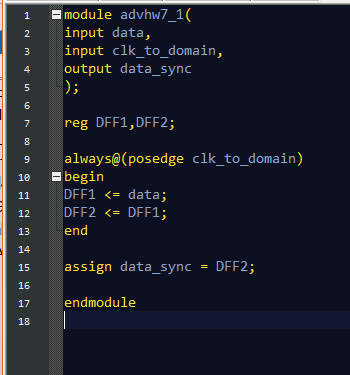 1 module advhw7_1(
2 input data,
3 input clk_to_domain,
4 output data_sync
5 );
6
7 reg DFF1,DFF2;
8
9 always@(posedge clk_to_domain)
10 begin
11 DFF1 <= data;
12 DFF2 <= DFF1;
13 end
14
15 assign data_sync = DFF2;
16
17 endmodule
18